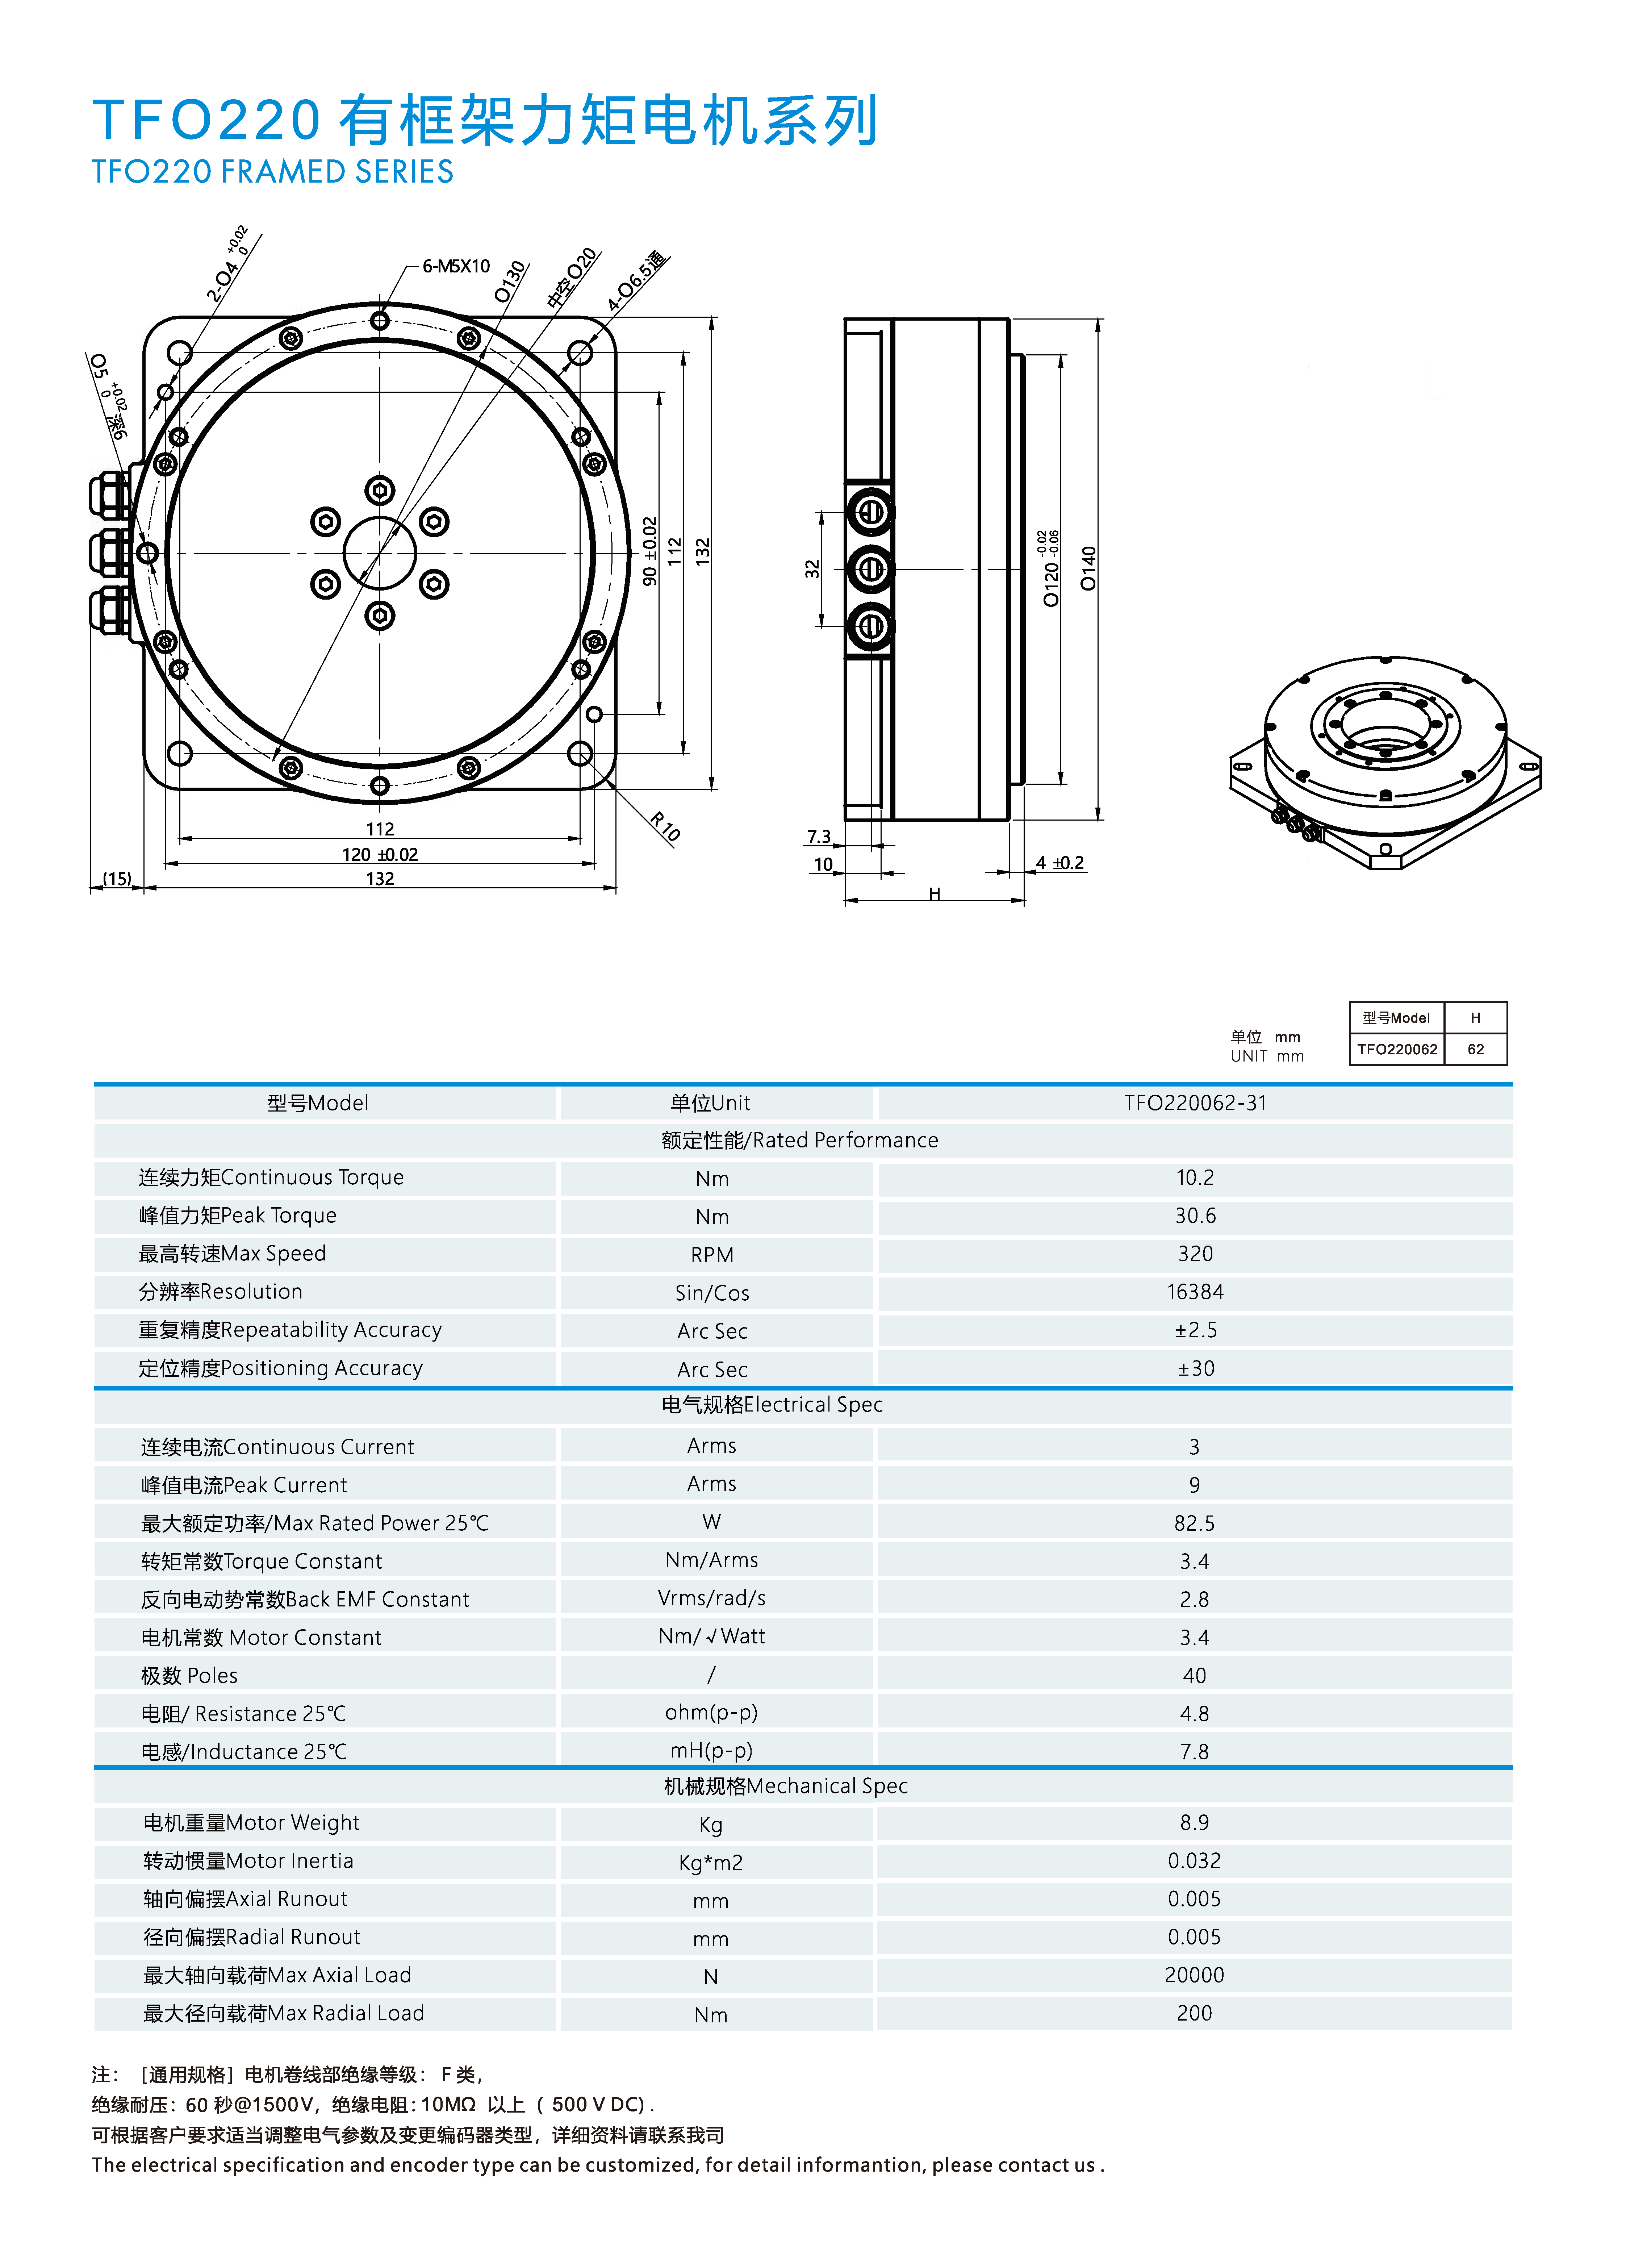 TFO220 有框架力矩电机系列
TFO220 FRAMED SERIES
2-O4 +0.02 0
6-M5X10
O130
中空O20
4-O6.5通
O5 +0.02 0 深6
90 ±0.02
112
132
R10
112
120 ±0.02
(15)
132
32
O120 -0.02 -0.06
O140
7.3
10
4 ±0.2
H
单位 mm
UNIT mm
型号Model H
TFO220062 62
型号Model 单位Unit TFO220062-31
额定性能/Rated Performance
连续力矩Continuous Torque Nm 10.2
峰值力矩Peak Torque Nm 30.6
最高转速Max Speed RPM 320
分辨率Resolution Sin/Cos 16384
重复精度Repeatability Accuracy Arc Sec ±2.5
定位精度Positioning Accuracy Arc Sec ±30
电气规格Electrical Spec
连续电流Continuous Current Arms 3
峰值电流Peak Current Arms 9
最大额定功率/Max Rated Power 25℃ W 82.5
转矩常数Torque Constant Nm/Arms 3.4
反向电动势常数Back EMF Constant Vrms/rad/s 2.8
电机常数 Motor Constant Nm/√Watt 3.4
极数 Poles / 40
电阻/ Resistance 25℃ ohm(p-p) 4.8
电感/Inductance 25℃ mH(p-p) 7.8
机械规格Mechanical Spec
电机重量Motor Weight Kg 8.9
转动惯量Motor Inertia Kg*m2 0.032
轴向偏摆Axial Runout mm 0.005
径向偏摆Radial Runout mm 0.005
最大轴向载荷Max Axial Load N 20000
最大径向载荷Max Radial Load Nm 200
注： [通用规格] 电机卷线部绝缘等级： F 类，
绝缘耐压：60 秒@1500V，绝缘电阻：10MΩ 以上 ( 500 V DC) .
可根据客户要求适当调整电气参数及变更编码器类型，详细资料请联系我司
The electrical specification and encoder type can be customized, for detail informantion, please contact us .